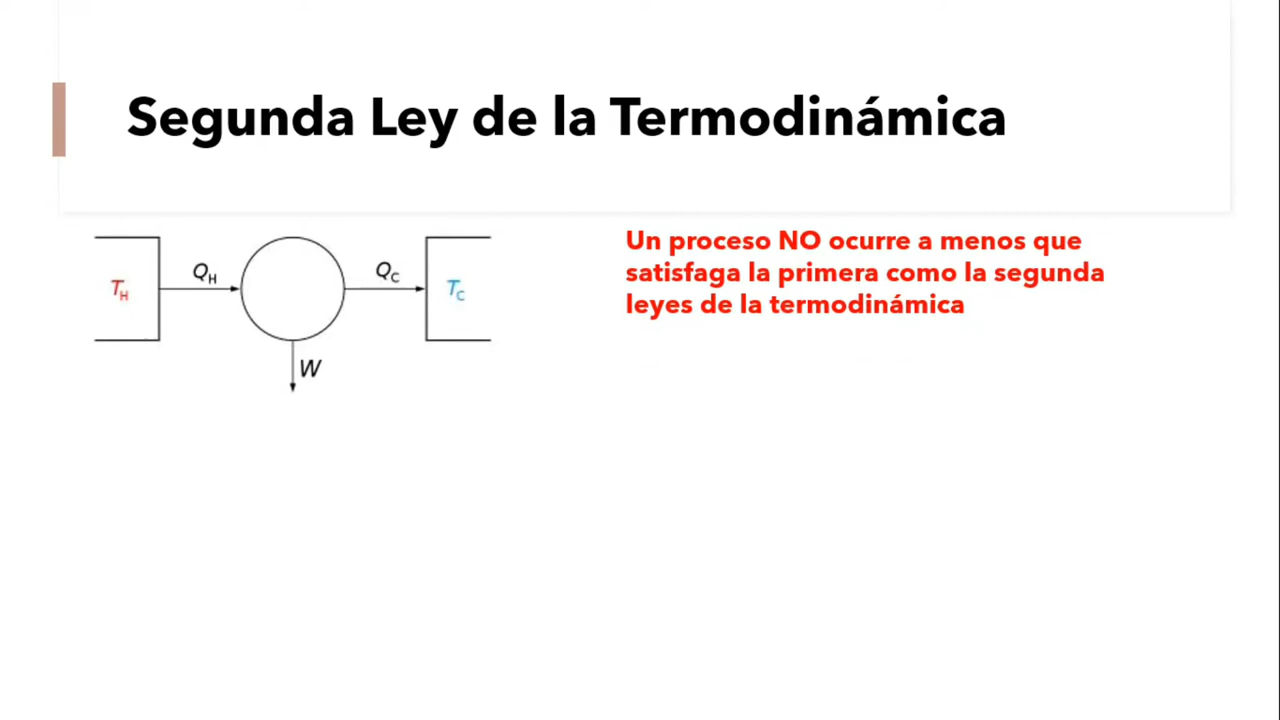 Segunda Ley de la Termodinámica
T_H
Q_H
Q_C
T_C
W
Un proceso NO ocurre a menos que
satisfaga la primera como la segunda
leyes de la termodinámica